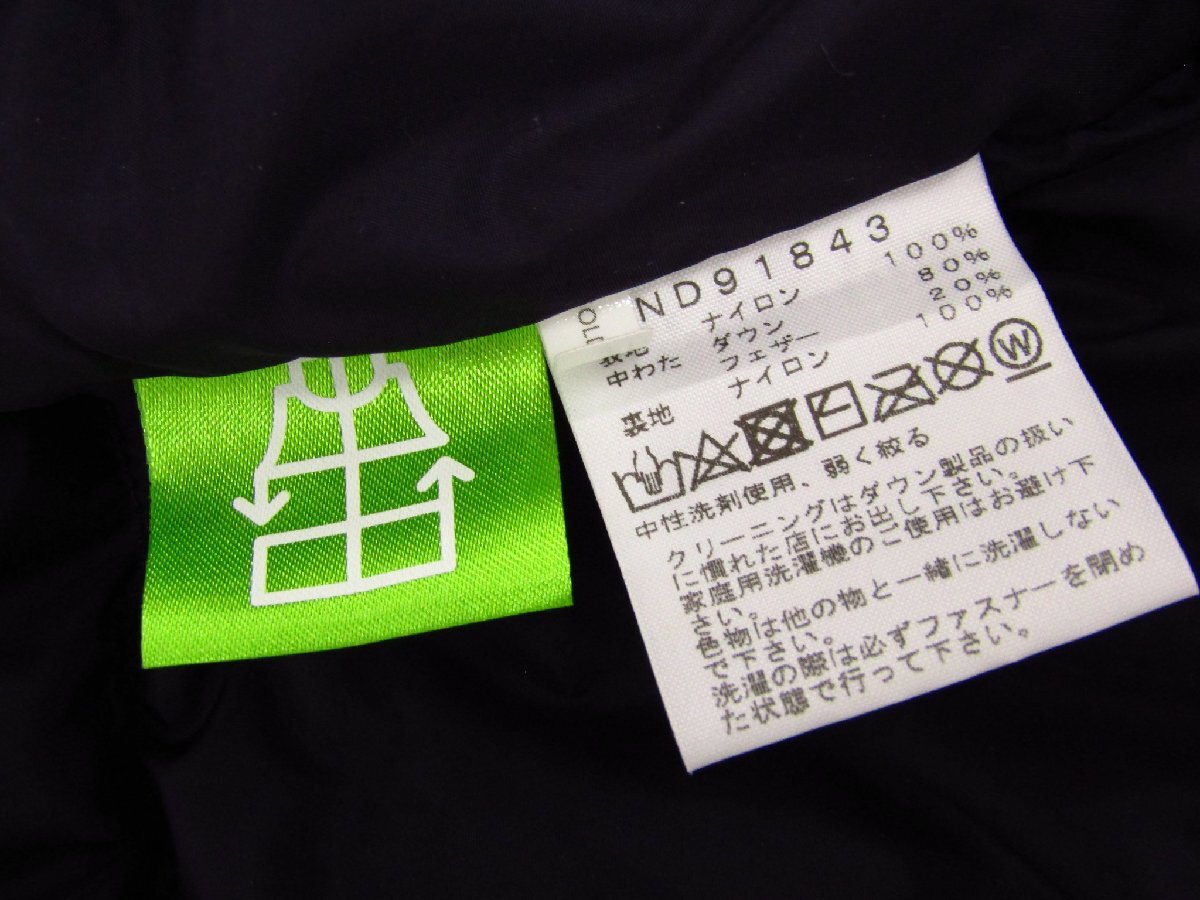 ND91843
表地 ナイロン 100%
中わた ダウン 80%
フェザー 20%
裏地 ナイロン 100%
W
中性洗剤使用、弱く絞る
クリーニングはダウン製品の扱い
に慣れた店にお出し下さい。
家庭用洗濯機のご使用はお避け下
さい。
色物は他の物と一緒に洗濯しない
で下さい。
洗濯の際は必ずファスナーを閉め
た状態で行って下さい。